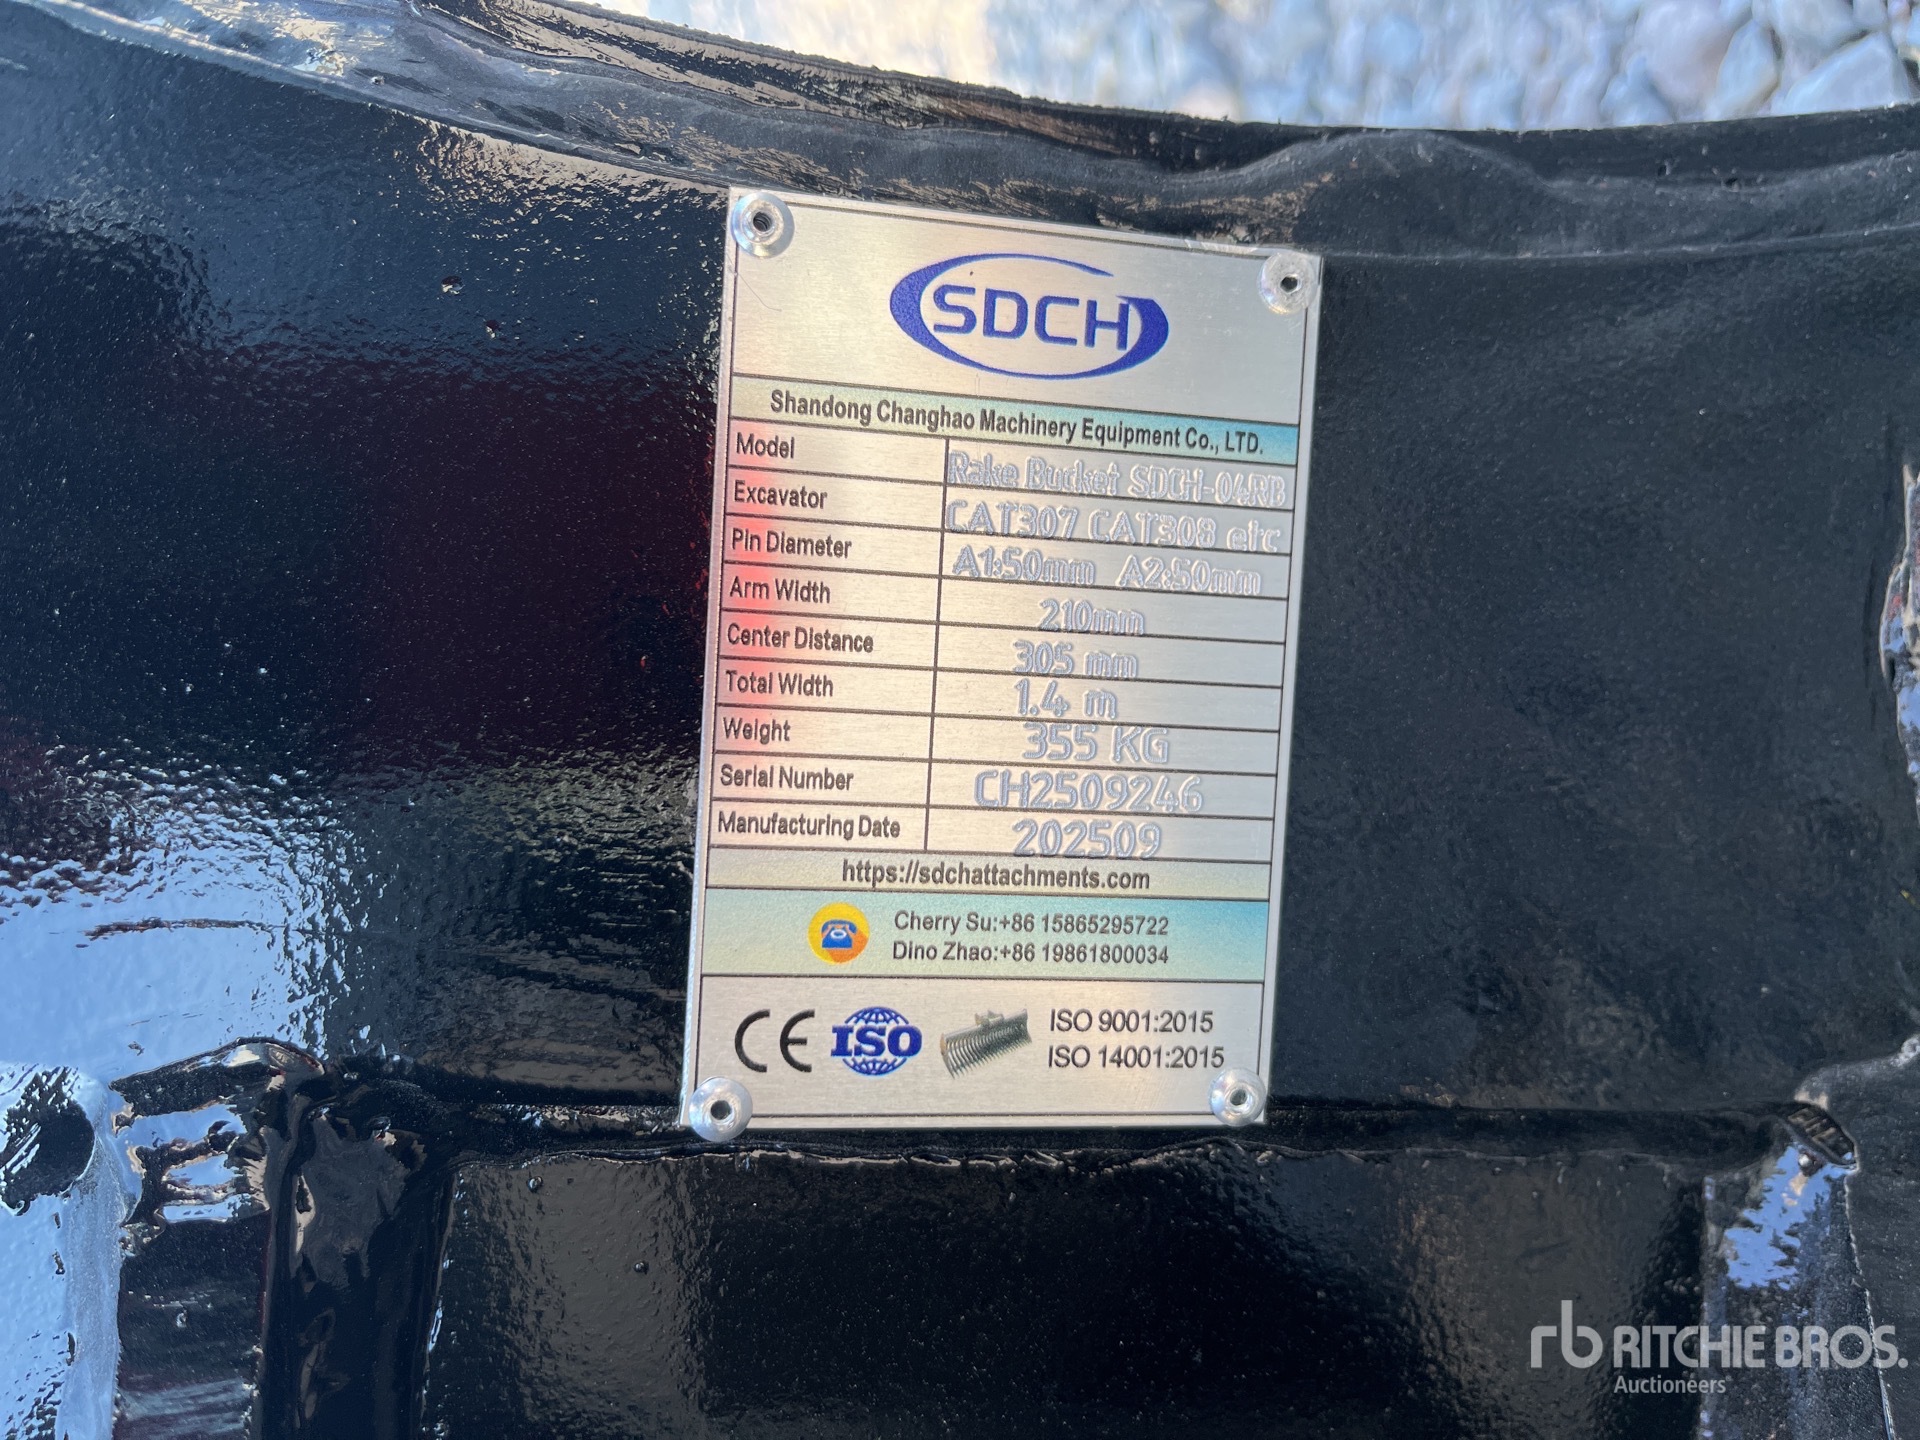 SDCH
Shandong Changhao Machinery Equipment Co., LTD.
Model Rake Bucket SDCH-04RB
Excavator CAT307 CAT308 etc
Pin Diameter A1:50mm A2:50mm
Arm Width 210mm
Center Distance 305 mm
Total Width 1.4 m
Weight 355 KG
Serial Number CH2509246
Manufacturing Date 202509
https://sdchattachments.com
Cherry Su:+86 15865295722
Dino Zhao:+86 19861800034
CE ISO ISO 9001:2015
ISO 14001:2015
rb RITCHIE BROS.
Auctioneers